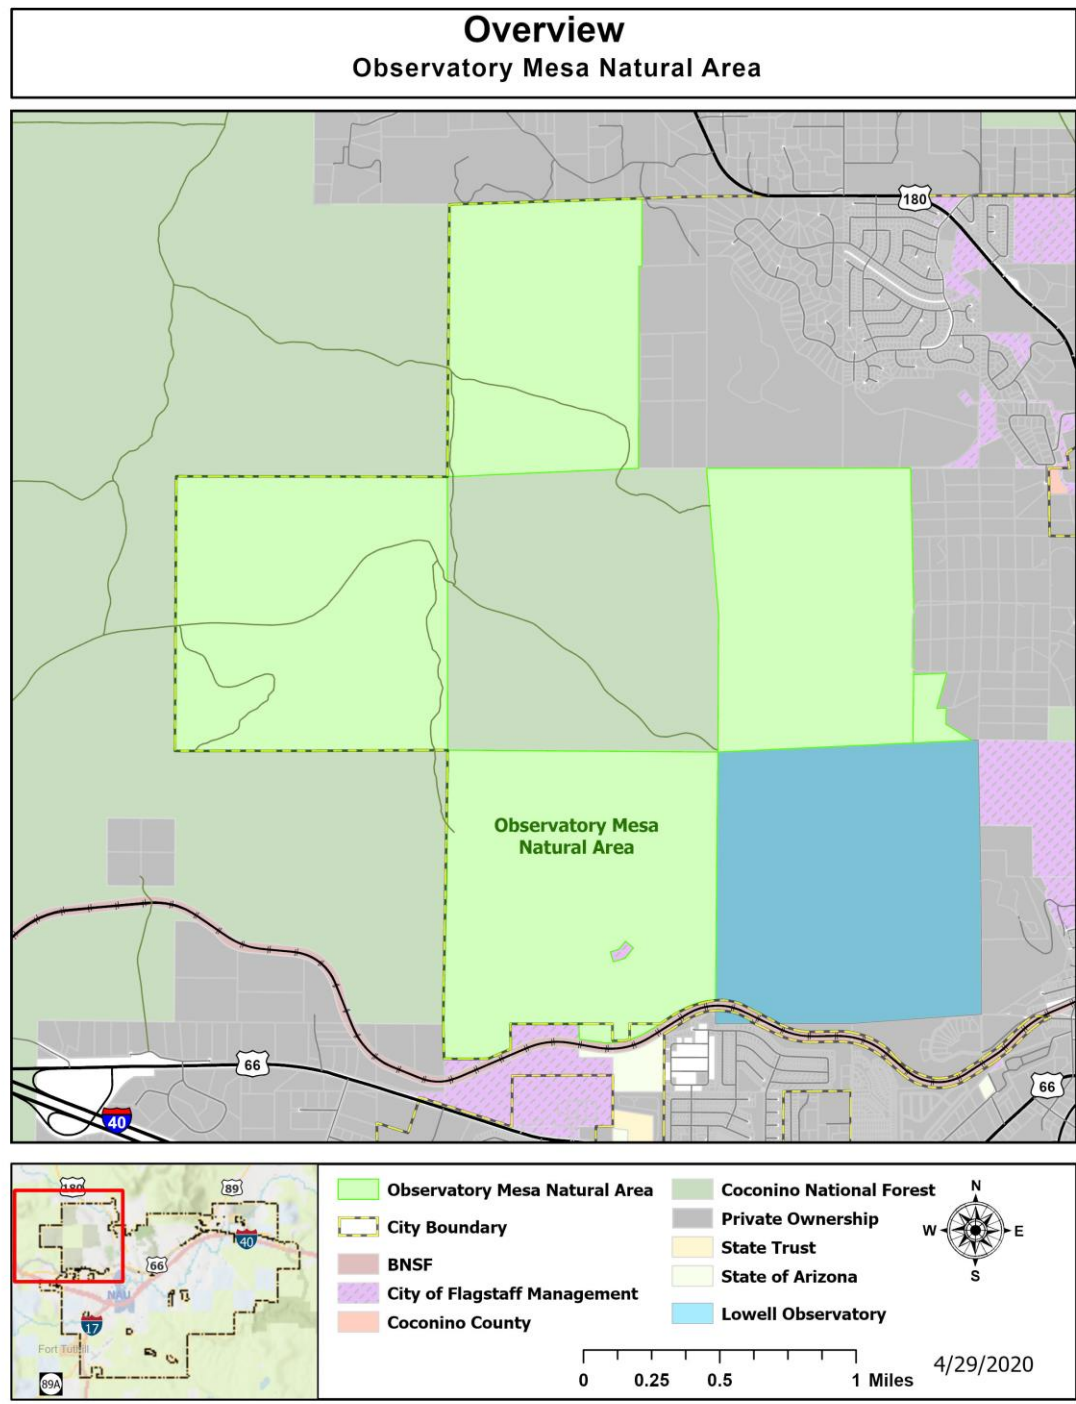 Overview
Observatory Mesa Natural Area
180
Observatory Mesa
Natural Area
66
40
66
180
89
40
66
NAU
17
Fort Tuthill
89A
Observatory Mesa Natural Area
City Boundary
BNSF
City of Flagstaff Management
Coconino County
Coconino National Forest
Private Ownership
State Trust
State of Arizona
Lowell Observatory
N
W E
S
0 0.25 0.5 1 Miles
4/29/2020